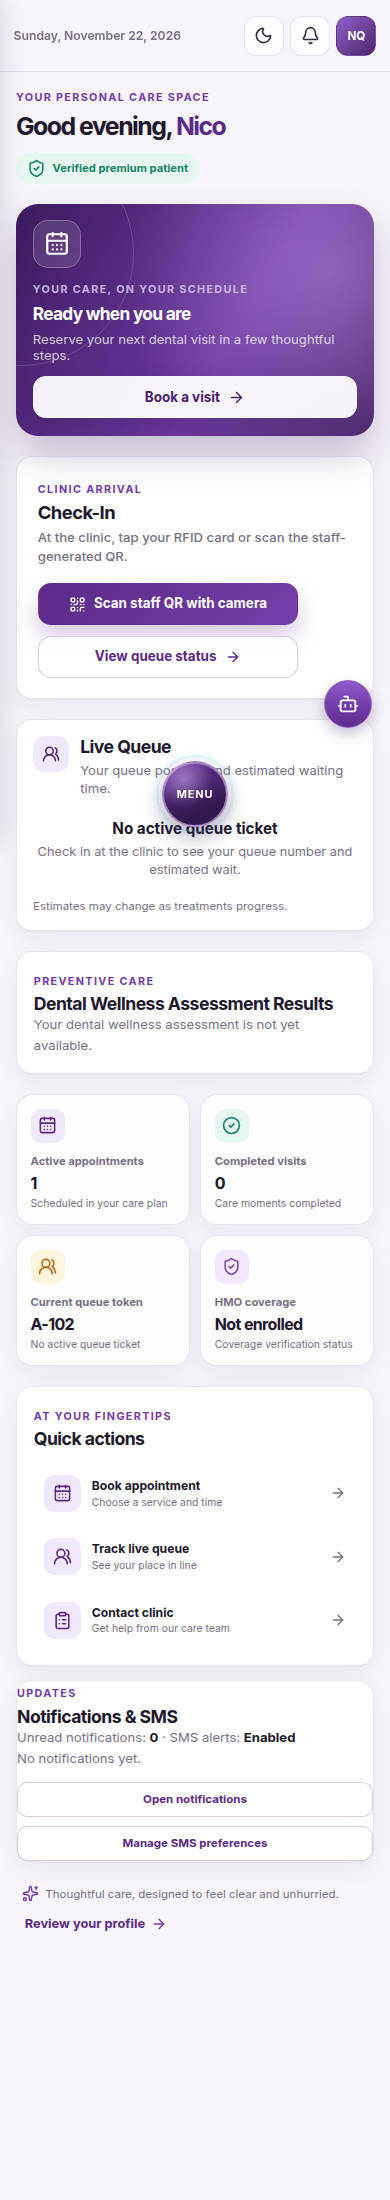 Sunday, November 22, 2026
NQ
YOUR PERSONAL CARE SPACE
Good evening, Nico
Verified premium patient
YOUR CARE, ON YOUR SCHEDULE
Ready when you are
Reserve your next dental visit in a few thoughtful
steps.
Book a visit
CLINIC ARRIVAL
Check-In
At the clinic, tap your RFID card or scan the staff-
generated QR.
Scan staff QR with camera
View queue status
Live Queue
Your queue and estimated waiting
time.
MENU
No active queue ticket
Check in at the clinic to see your queue number and
estimated wait.
Estimates may change as treatments progress.
PREVENTIVE CARE
Dental Wellness Assessment Results
Your dental wellness assessment is not yet
available.
Active appointments
1
Scheduled in your care plan
Completed visits
0
Care moments completed
Current queue token
A-102
No active queue ticket
HMO coverage
Not enrolled
Coverage verification status
AT YOUR FINGERTIPS
Quick actions
Book appointment
Choose a service and time
Track live queue
See your place in line
Contact clinic
Get help from our care team
UPDATES
Notifications & SMS
Unread notifications: 0 · SMS alerts: Enabled
No notifications yet.
Open notifications
Manage SMS preferences
Thoughtful care, designed to feel clear and unhurried.
Review your profile